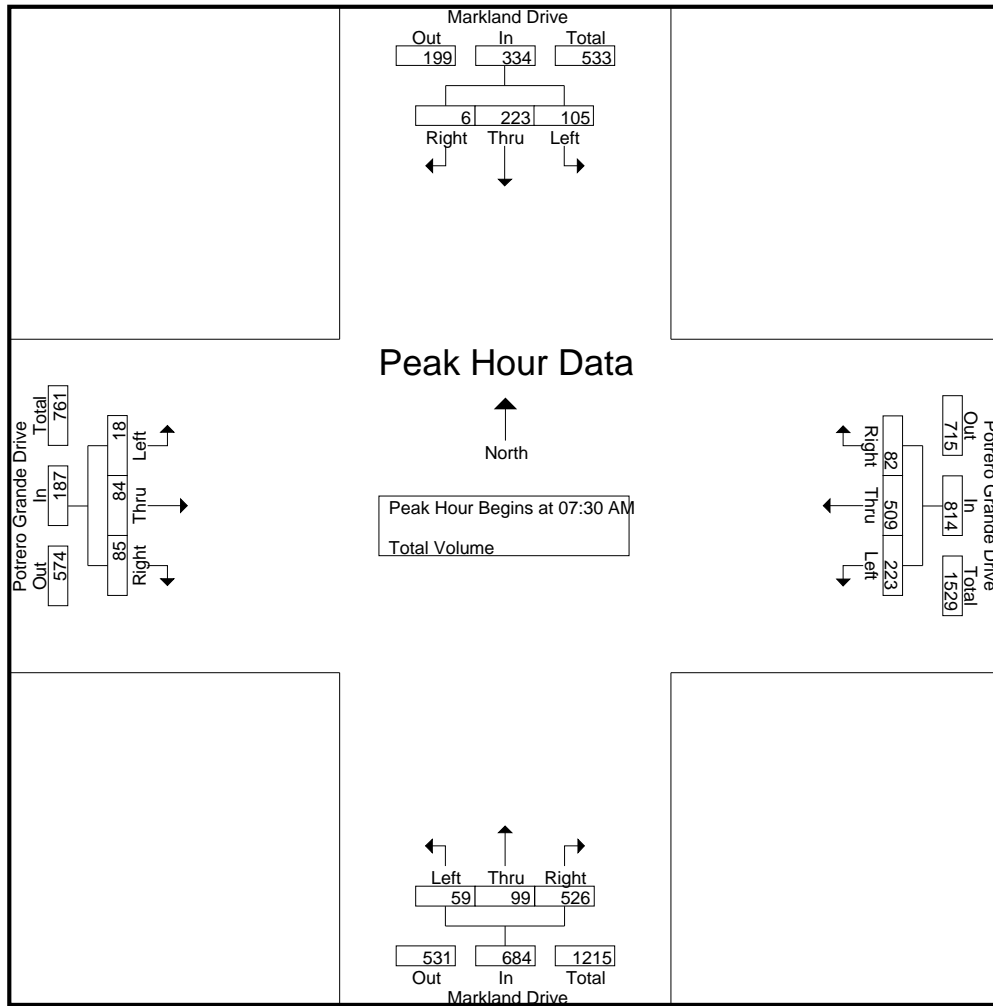 Markland Drive
Out In Total
199 334 533
6 223 105
Right Thru Left
Peak Hour Data
North
Peak Hour Begins at 07:30 AM
Total Volume
Potrero Grande Drive
Out In Total
574 187 761
85 84 18
Right Thru Left
Potrero Grande Drive
Out In Total
715 814 1529
82 509 223
Right Thru Left
Left Thru Right
59 99 526
531 684 1215
Out In Total
Markland Drive